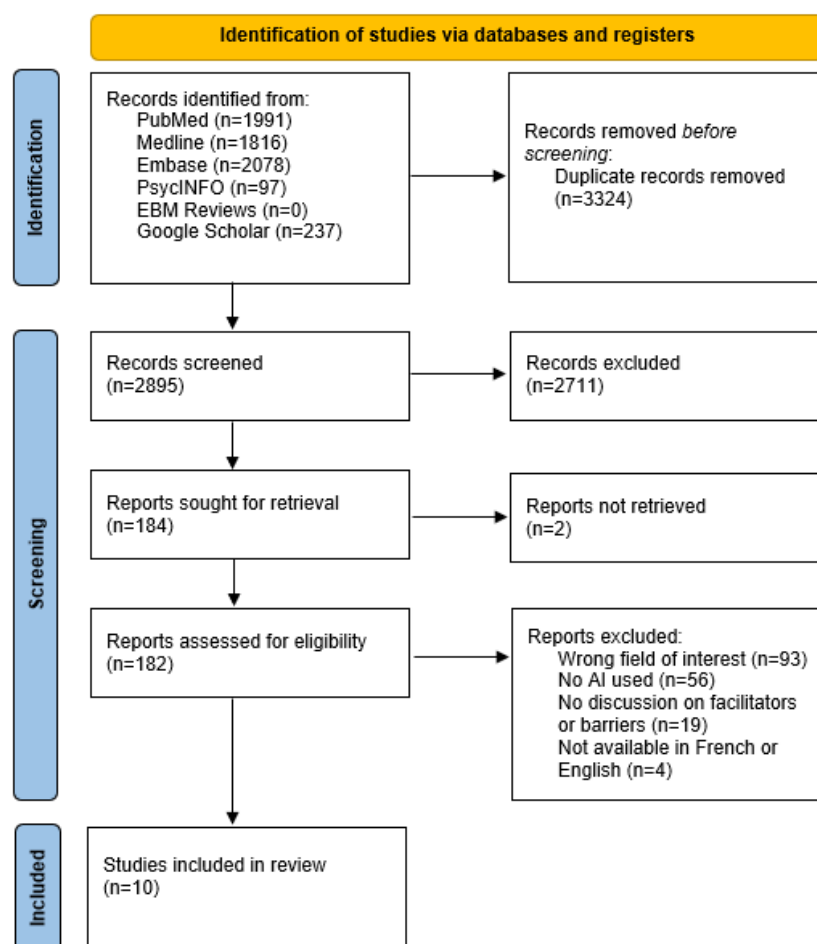 Identification of studies via databases and registers
Identification
Records identified from:
PubMed (n=1991)
Medline (n=1816)
Embase (n=2078)
PsycINFO (n=97)
EBM Reviews (n=0)
Google Scholar (n=237)
Records removed before
screening:
Duplicate records removed
(n=3324)
Screening
Records screened
(n=2895)
Records excluded
(n=2711)
Reports sought for retrieval
(n=184)
Reports not retrieved
(n=2)
Reports assessed for eligibility
(n=182)
Reports excluded:
Wrong field of interest (n=93)
No AI used (n=56)
No discussion on facilitators
or barriers (n=19)
Not available in French or
English (n=4)
Included
Studies included in review
(n=10)